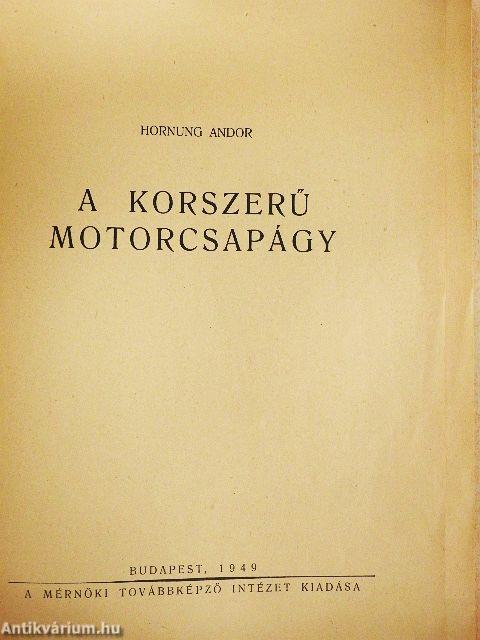 HORNUNG ANDOR
A KORSZERŰ
MOTORCSAPÁGY
BUDAPEST, 1949
A MÉRNÖKI TOVÁBBKÉPZŐ INTÉZET KIADÁSA
Antikvárium.hu